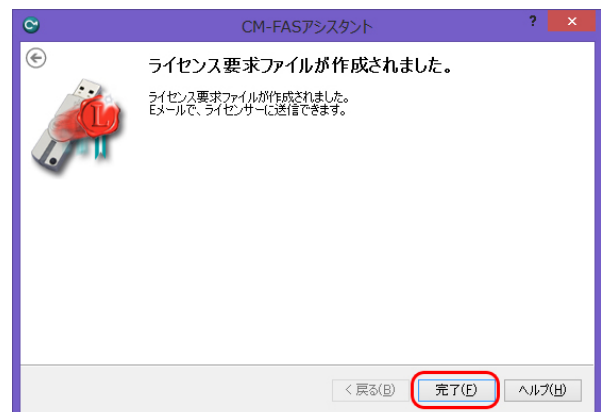 CM-FASアシスタント
?
×
ライセンス要求ファイルが作成されました。
ライセンス要求ファイルが作成されました。
Eメールで、ライセンサーに送信できます。
L
< 戻る(B)
完了(F)
ヘルプ(H)